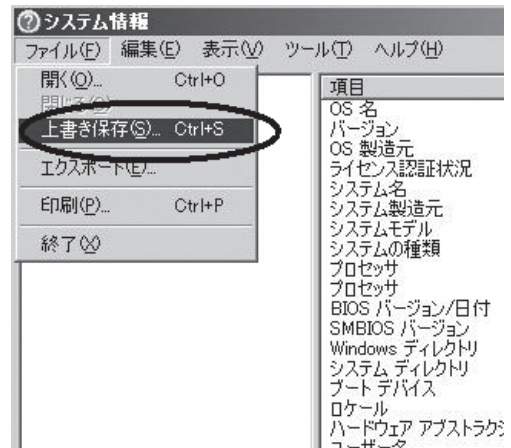 システム情報
ファイル(F) 編集(E) 表示(V) ツール(T) ヘルプ(H)
開く(O)... Ctrl+O
閉じる(C)
上書き保存(S)... Ctrl+S
エクスポート(E)...
印刷(P)... Ctrl+P
終了(X)
項目
OS 名
バージョン
OS 製造元
ライセンス認証状況
システム名
システム製造元
システムモデル
システムの種類
プロセッサ
プロセッサ
BIOS バージョン/日付
SMBIOS バージョン
Windows ディレクトリ
システム ディレクトリ
ブート デバイス
ロケール
ハードウェア アブストラクシ
ユーザー名